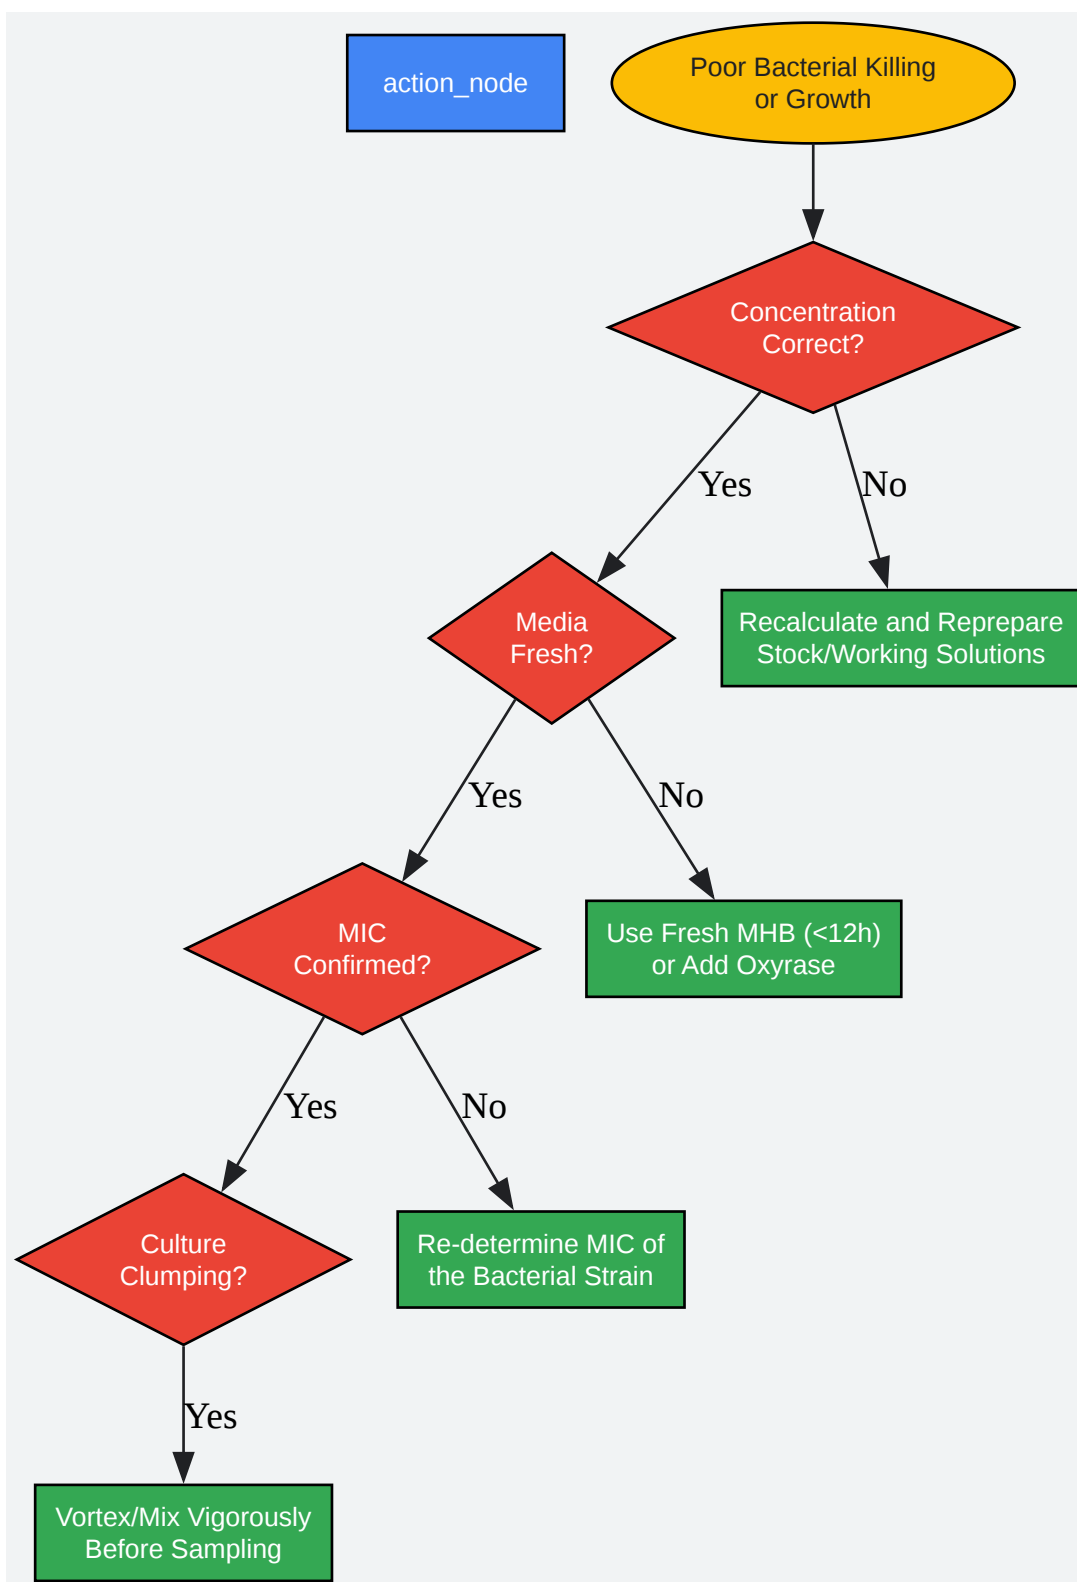 action_node
Poor Bacterial Killing
or Growth
Concentration
Correct?
Yes
No
Media
Fresh?
Recalculate and Reprepare
Stock/Working Solutions
Yes
No
MIC
Confirmed?
Use Fresh MHB (<12h)
or Add Oxyrase
Yes
No
Culture
Clumping?
Re-determine MIC of
the Bacterial Strain
Yes
Vortex/Mix Vigorously
Before Sampling